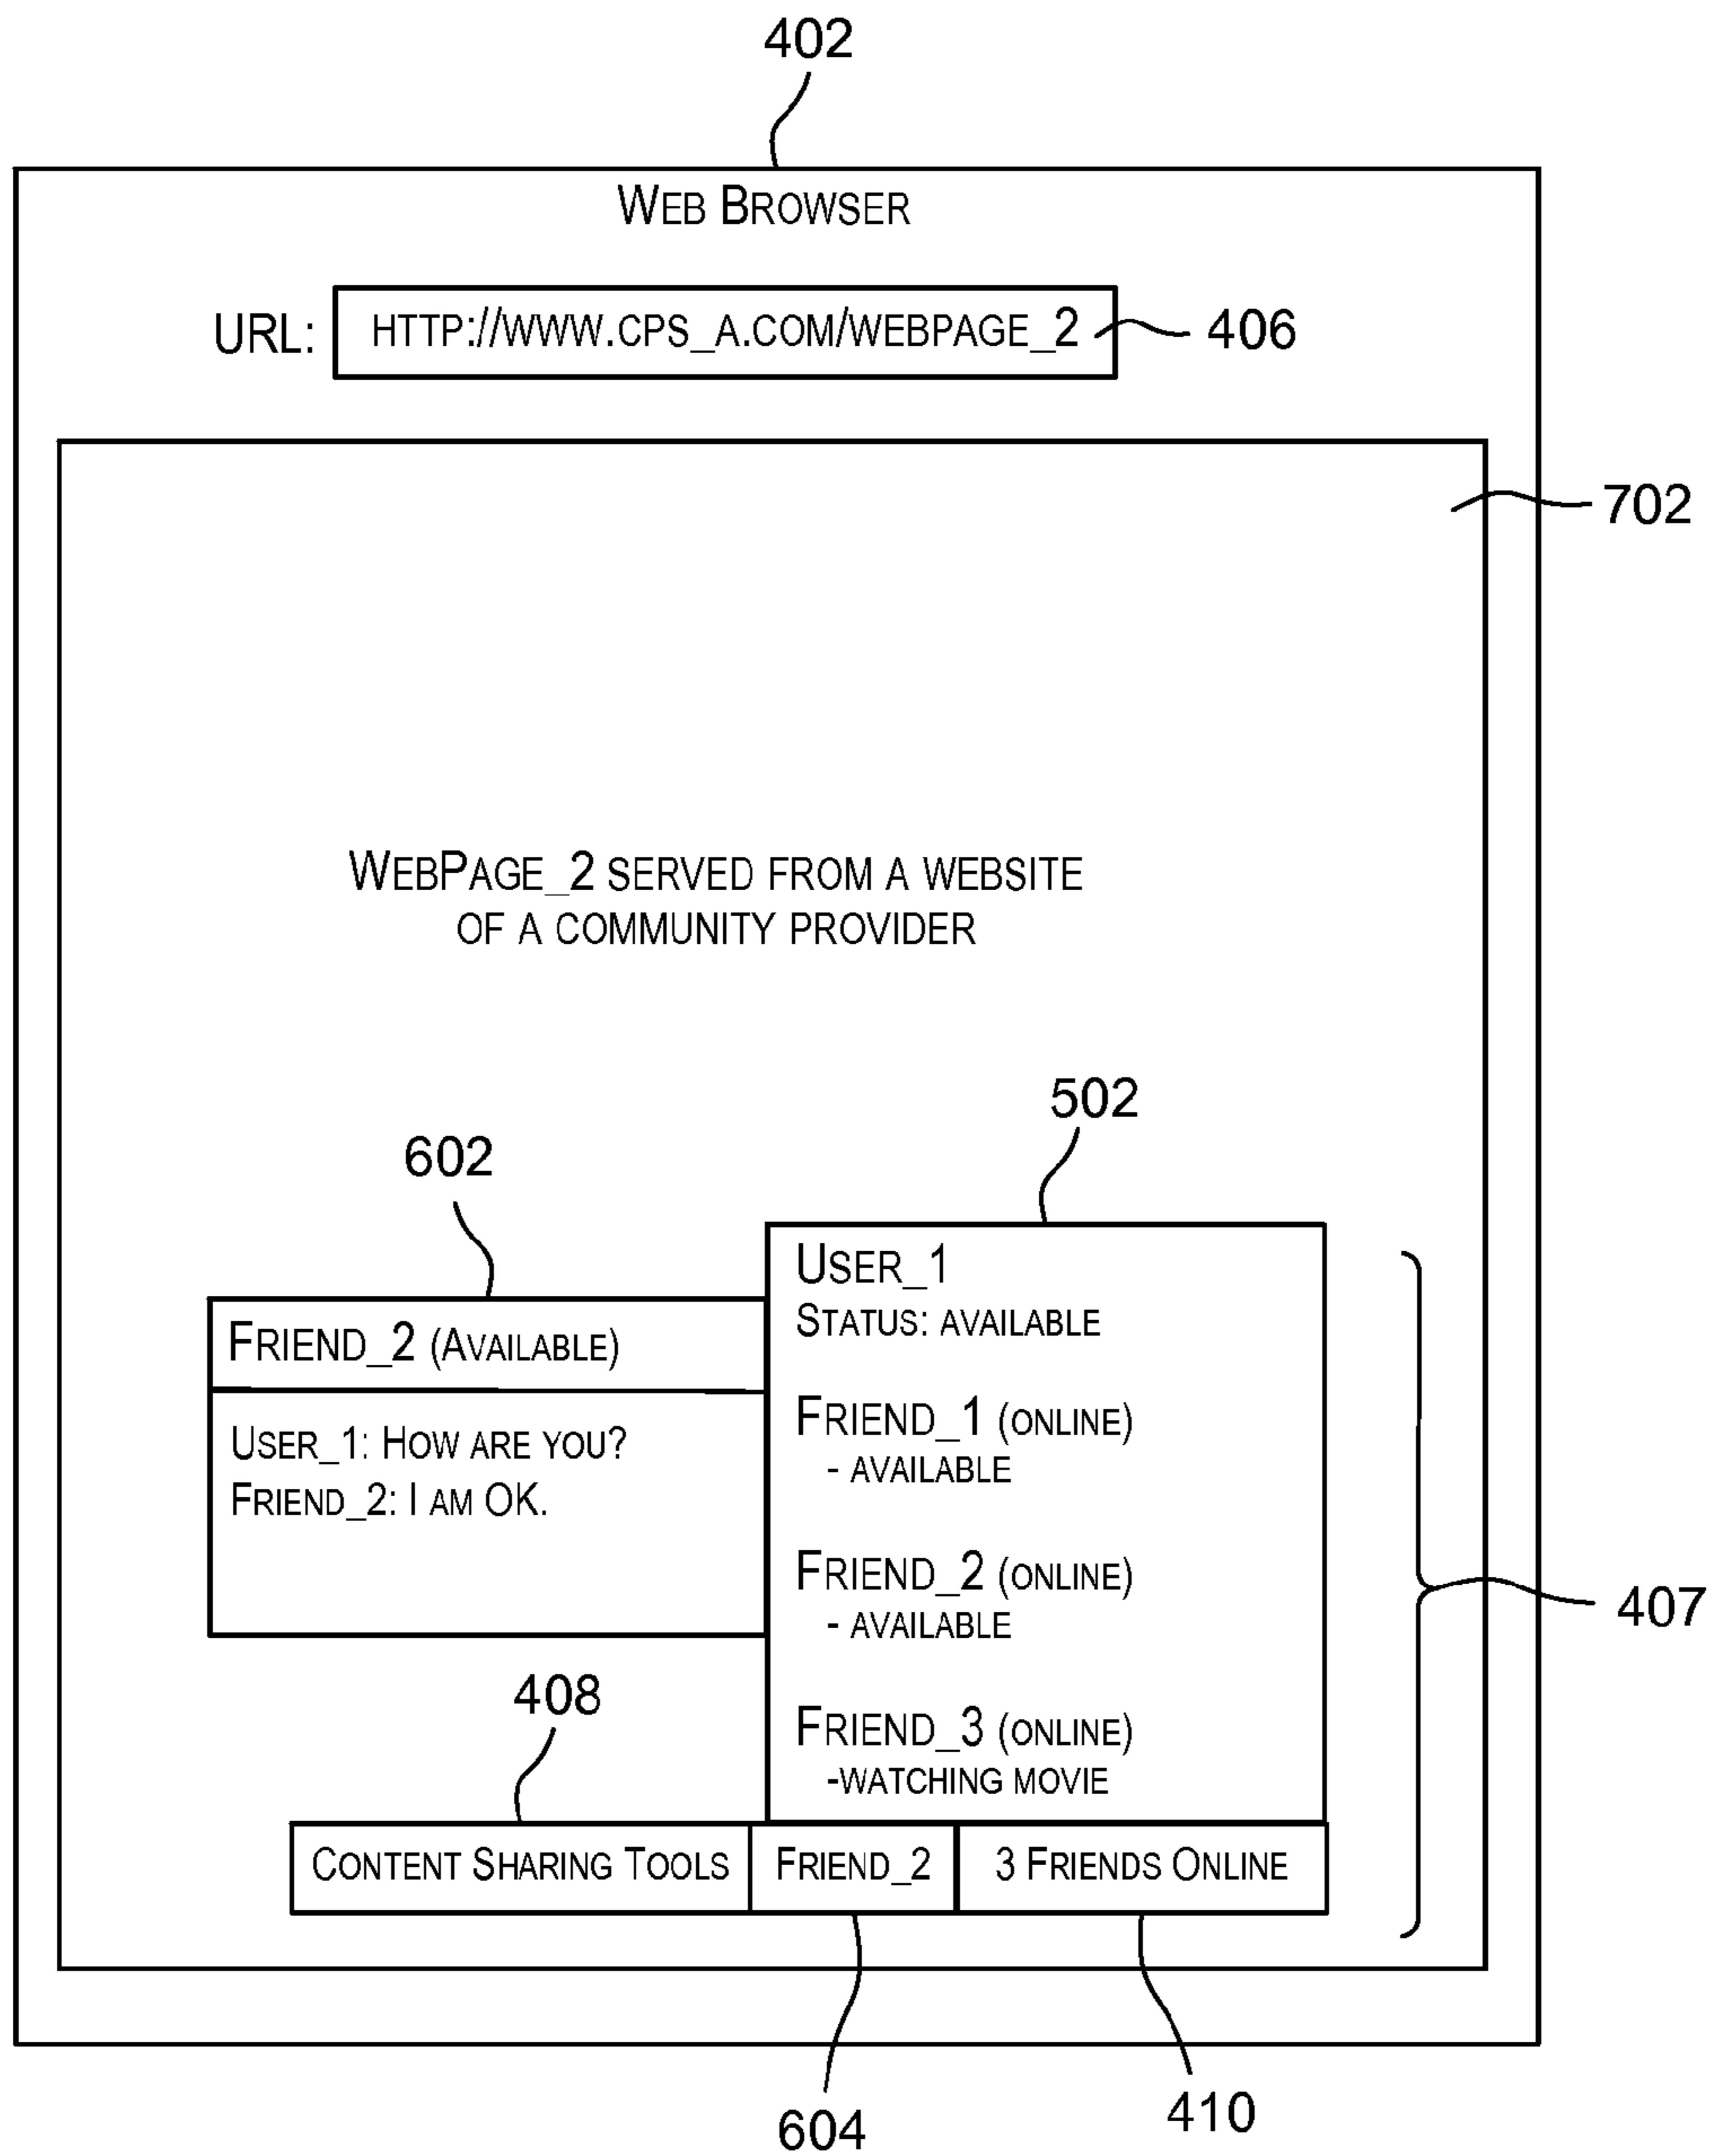 402
WEB BROWSER
URL: HTTP://WWW.CPS_A.COM/WEBPAGE_2
406
702
WEBPAGE_2 SERVED FROM A WEBSITE
OF A COMMUNITY PROVIDER
502
602
USER_1
STATUS: AVAILABLE
FRIEND_1 (ONLINE)
- AVAILABLE
FRIEND_2 (ONLINE)
- AVAILABLE
FRIEND_3 (ONLINE)
-WATCHING MOVIE
FRIEND_2 (AVAILABLE)
USER_1: HOW ARE YOU?
FRIEND_2: I AM OK.
407
408
CONTENT SHARING TOOLS
FRIEND_2
3 FRIENDS ONLINE
604
410